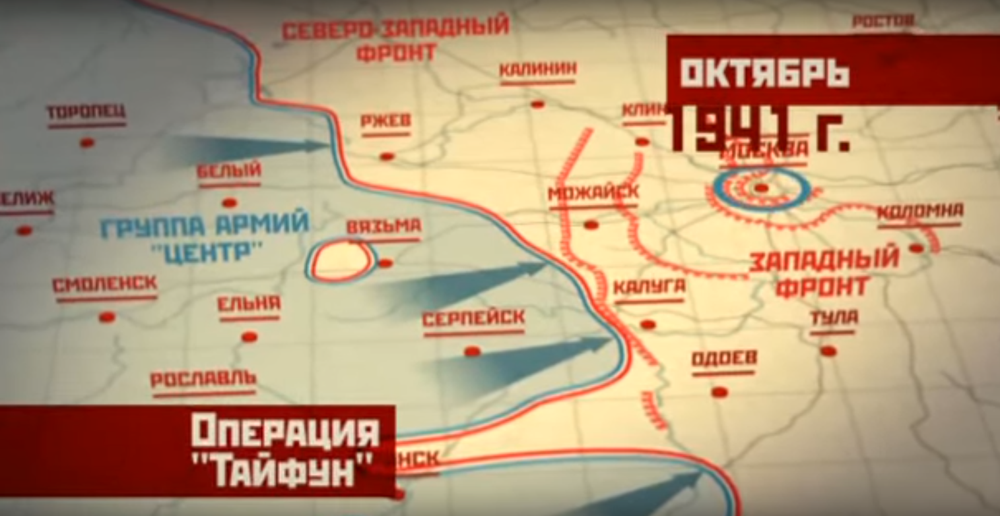 СЕВЕРО-ЗАПАДНЫЙ
ФРОНТ
РОСТОВ
ОКТЯБРЬ
1941 г.
КАЛИНИН
КЛИН
ТОРОПЕЦ
РЖЕВ
МОСКВА
БЕЛЫЙ
МОЖАЙСК
ЕЛИЖ
КОЛОМНА
ГРУППА АРМИЙ
"ЦЕНТР"
ВЯЗЬМА
ЗАПАДНЫЙ
ФРОНТ
СМОЛЕНСК
КАЛУГА
ЕЛЬНЯ
СЕРПЕЙСК
ТУЛА
ОДОЕВ
РОСЛАВЛЬ
ОПЕРАЦИЯ
"ТАЙФУН"
НСК